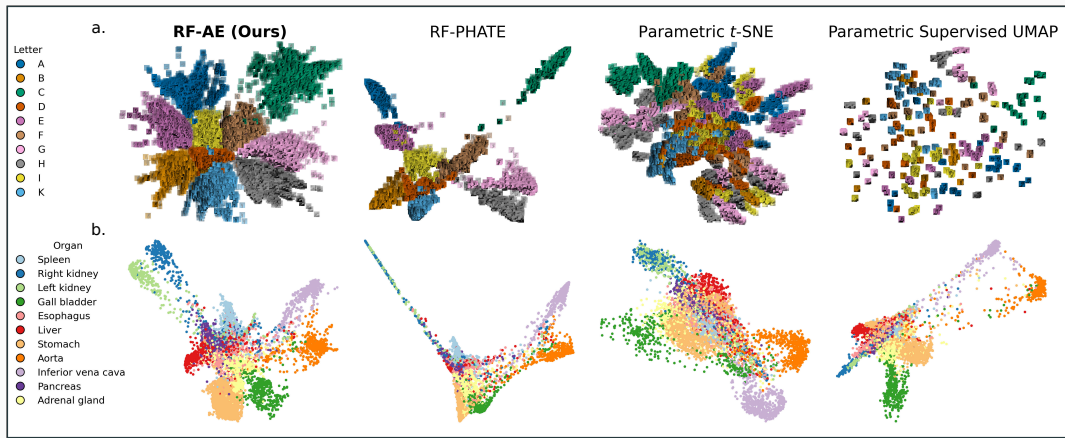 a.
RF-AE (Ours)
RF-PHATE
Parametric t-SNE
Parametric Supervised UMAP
Letter
A
B
C
D
E
F
G
H
I
K
b.
Organ
Spleen
Right kidney
Left kidney
Gall bladder
Esophagus
Liver
Stomach
Aorta
Inferior vena cava
Pancreas
Adrenal gland